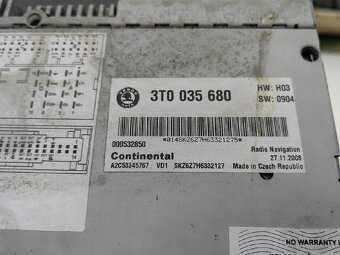 3T0 035 680
HW: H03
SW: 0904
*014SKZ6Z7H63321275*
000532850
Continental
Radio Navigation
27.11.2008
A2C53345767 VD1 SKZ6Z7H6332127
Made in Czech Republic
NO WARRANTY